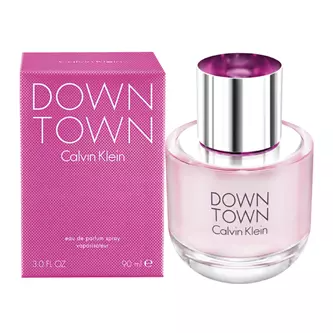 DOWN
TOWN
Calvin Klein
eau de parfum spray
vaporisateur
3.0 FL OZ 90 ml ℮
DOWN
TOWN
Calvin Klein